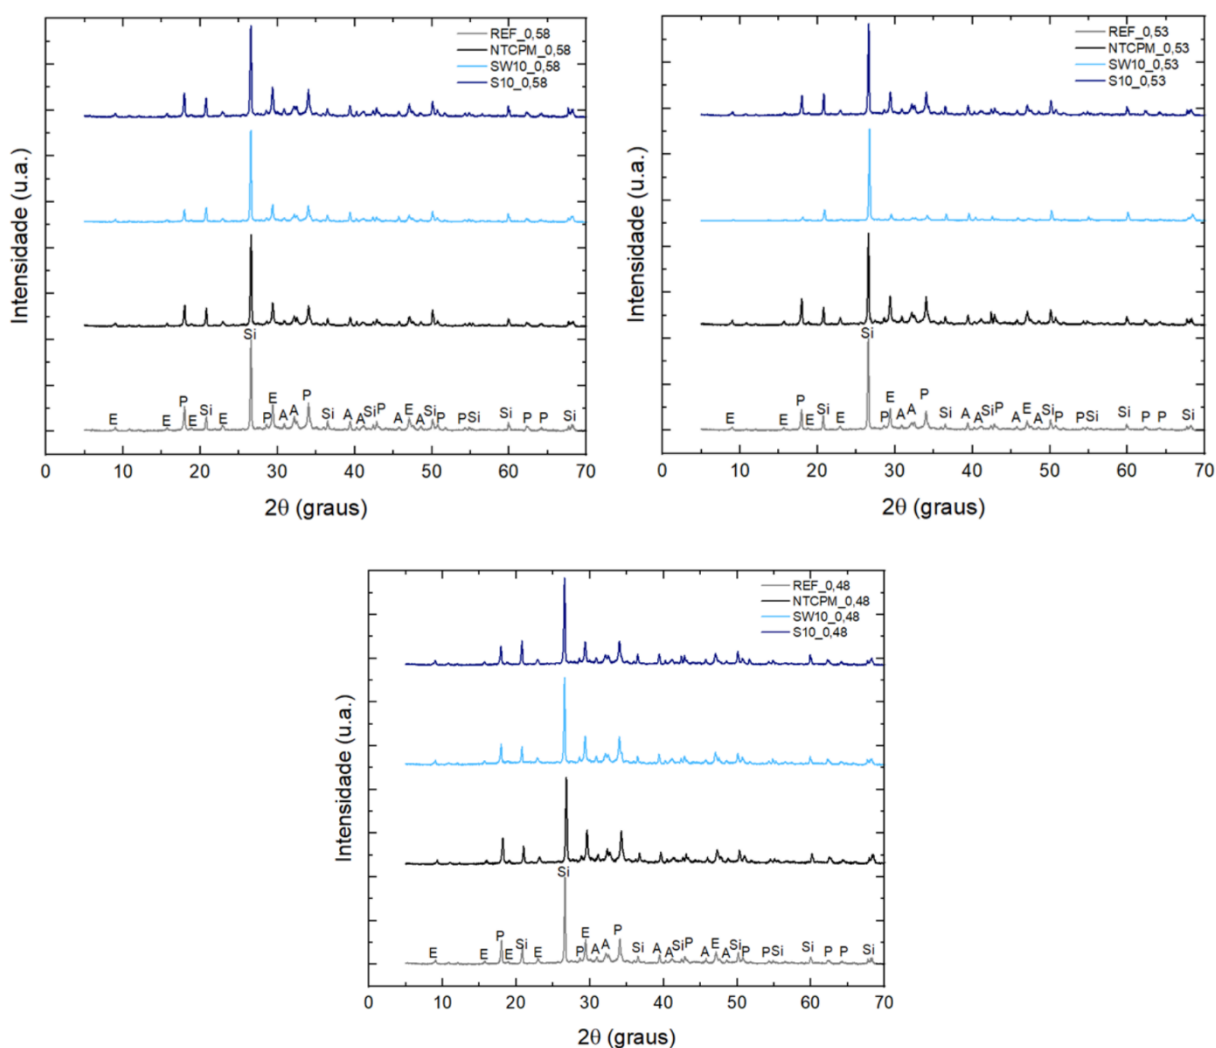 REF_0,58
NTCPM_0,58
SW10_0,58
S10_0,58
Intensidade (u.a.)
Si
E E P E Si E P E A A P Si A A Si P A E A Si P P Si Si P P Si
0 10 20 30 40 50 60 70
2θ (graus)
REF_0,53
NTCPM_0,53
SW10_0,53
S10_0,53
Intensidade (u.a.)
Si
E E P E Si E P E A A P Si A A Si P A E A Si P P Si Si P P Si
0 10 20 30 40 50 60 70
2θ (graus)
REF_0,48
NTCPM_0,48
SW10_0,48
S10_0,48
Intensidade (u.a.)
Si
E E P E Si E P E A A P Si A A Si P A E A Si P P Si Si P P Si
0 10 20 30 40 50 60 70
2θ (graus)